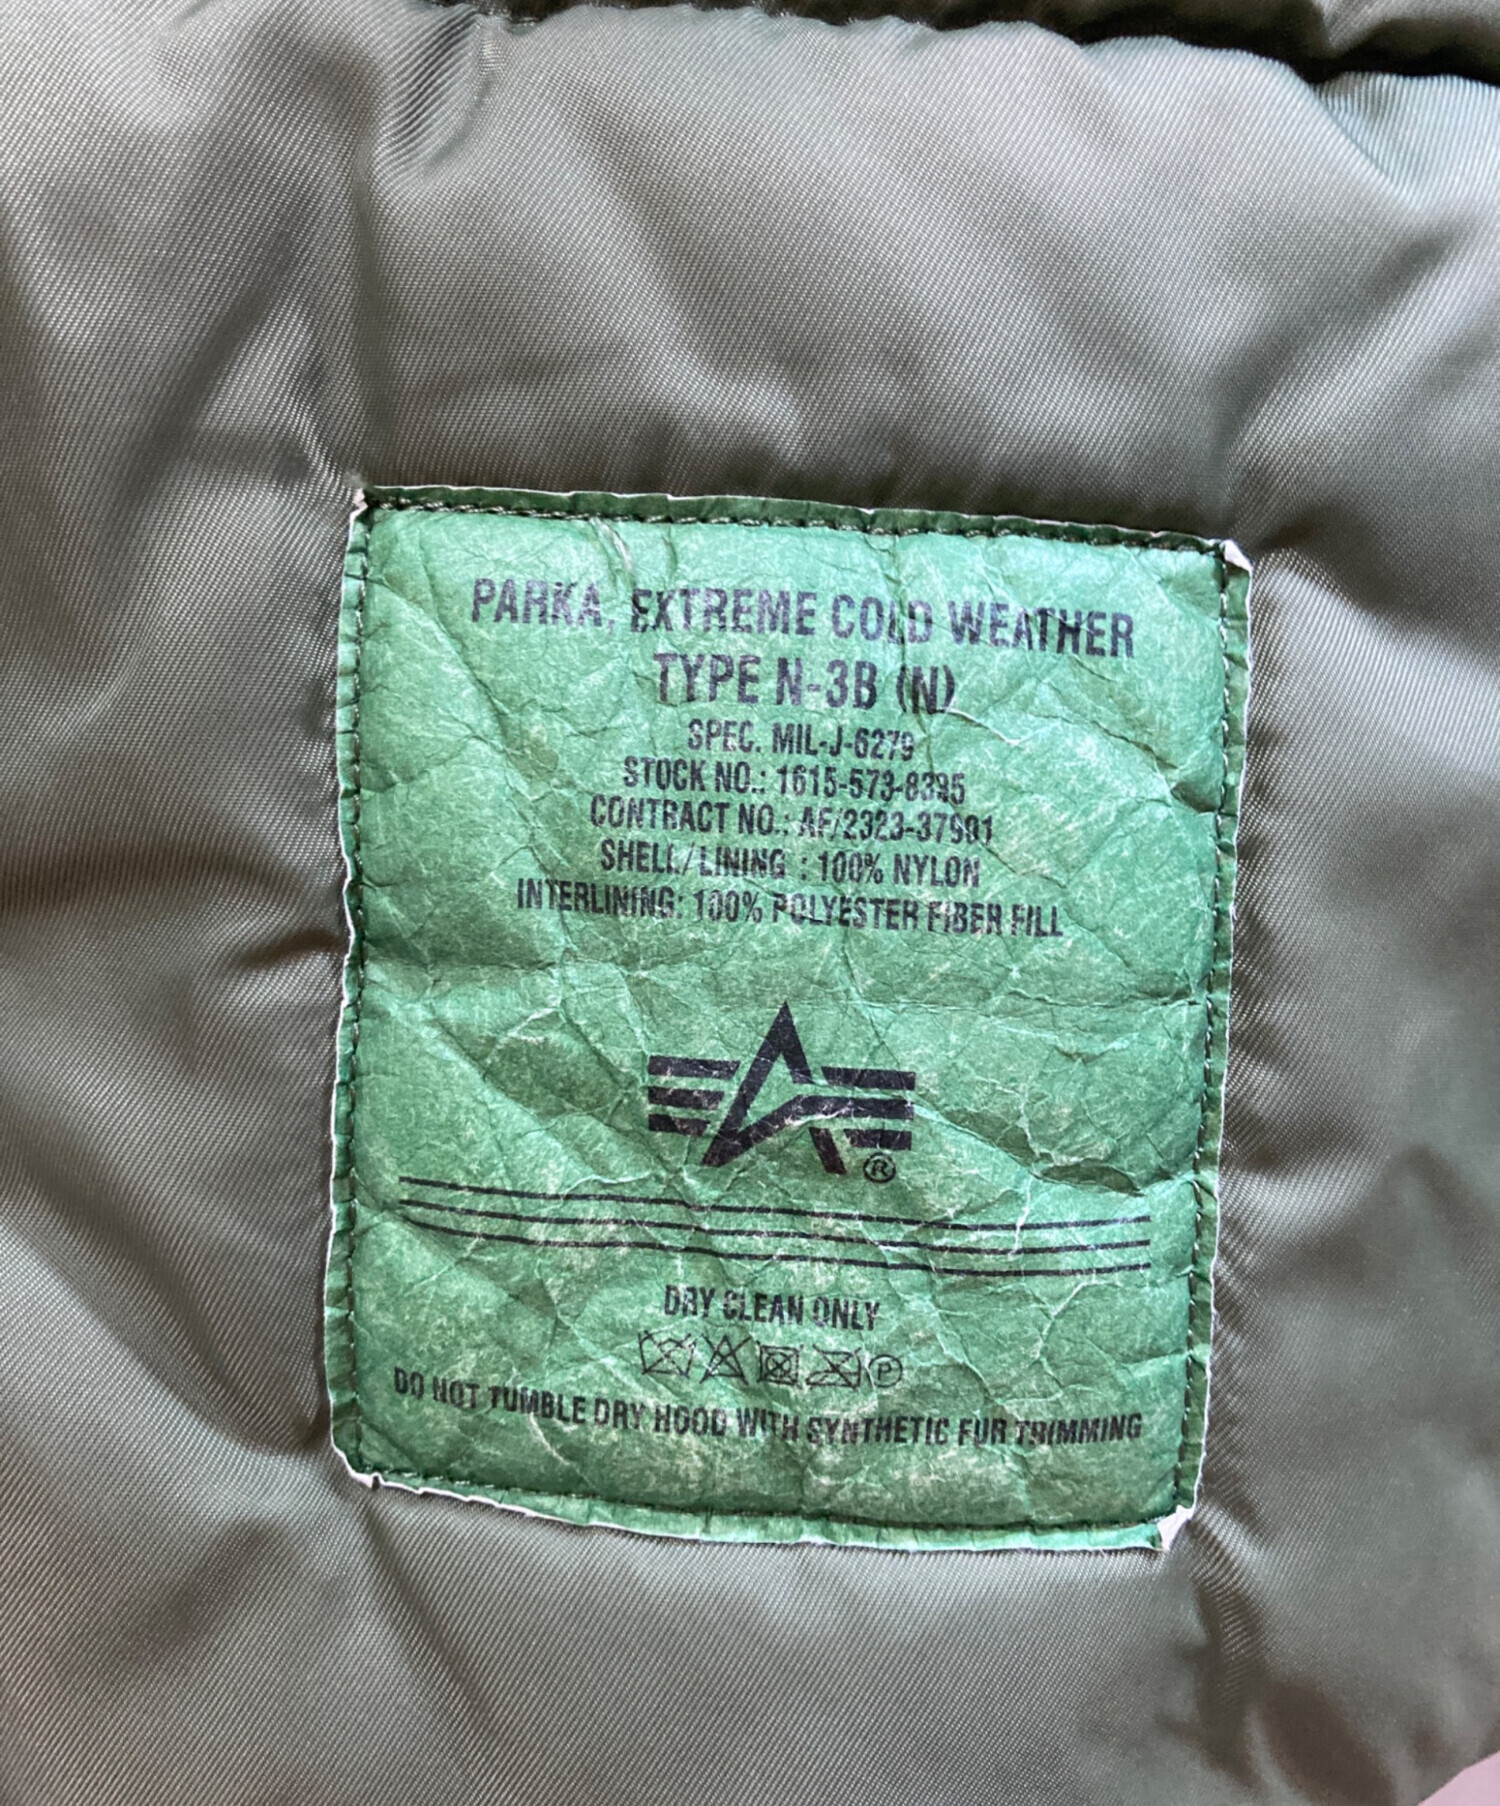 PARKA, EXTREME COLD WEATHER
TYPE N-3B (N)
SPEC. MIL-J-6279
STOCK NO.: 1615-573-8395
CONTRACT NO.: AF/2323-37901
SHELL/LINING : 100% NYLON
INTERLINING: 100% POLYESTER FIBER FILL
®
DRY CLEAN ONLY
P
DO NOT TUMBLE DRY HOOD WITH SYNTHETIC FUR TRIMMING